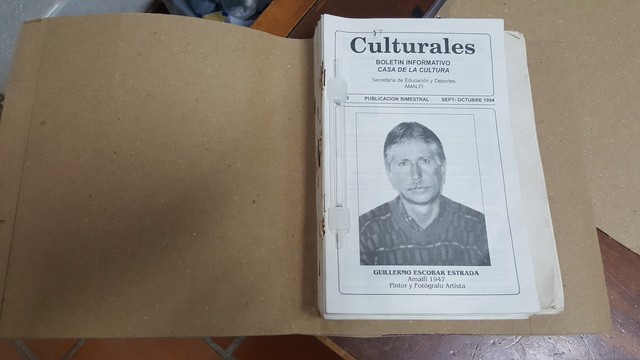 Culturales
BOLETIN INFORMATIVO
CASA DE LA CULTURA
Secretaría de Educación y Deportes
AMALFI
PUBLICACION BIMESTRAL SEPT- OCTUBRE 1994
GUILLERMO ESCOBAR ESTRADA
Amalfi 1947
Pintor y Fotógrafo Artista